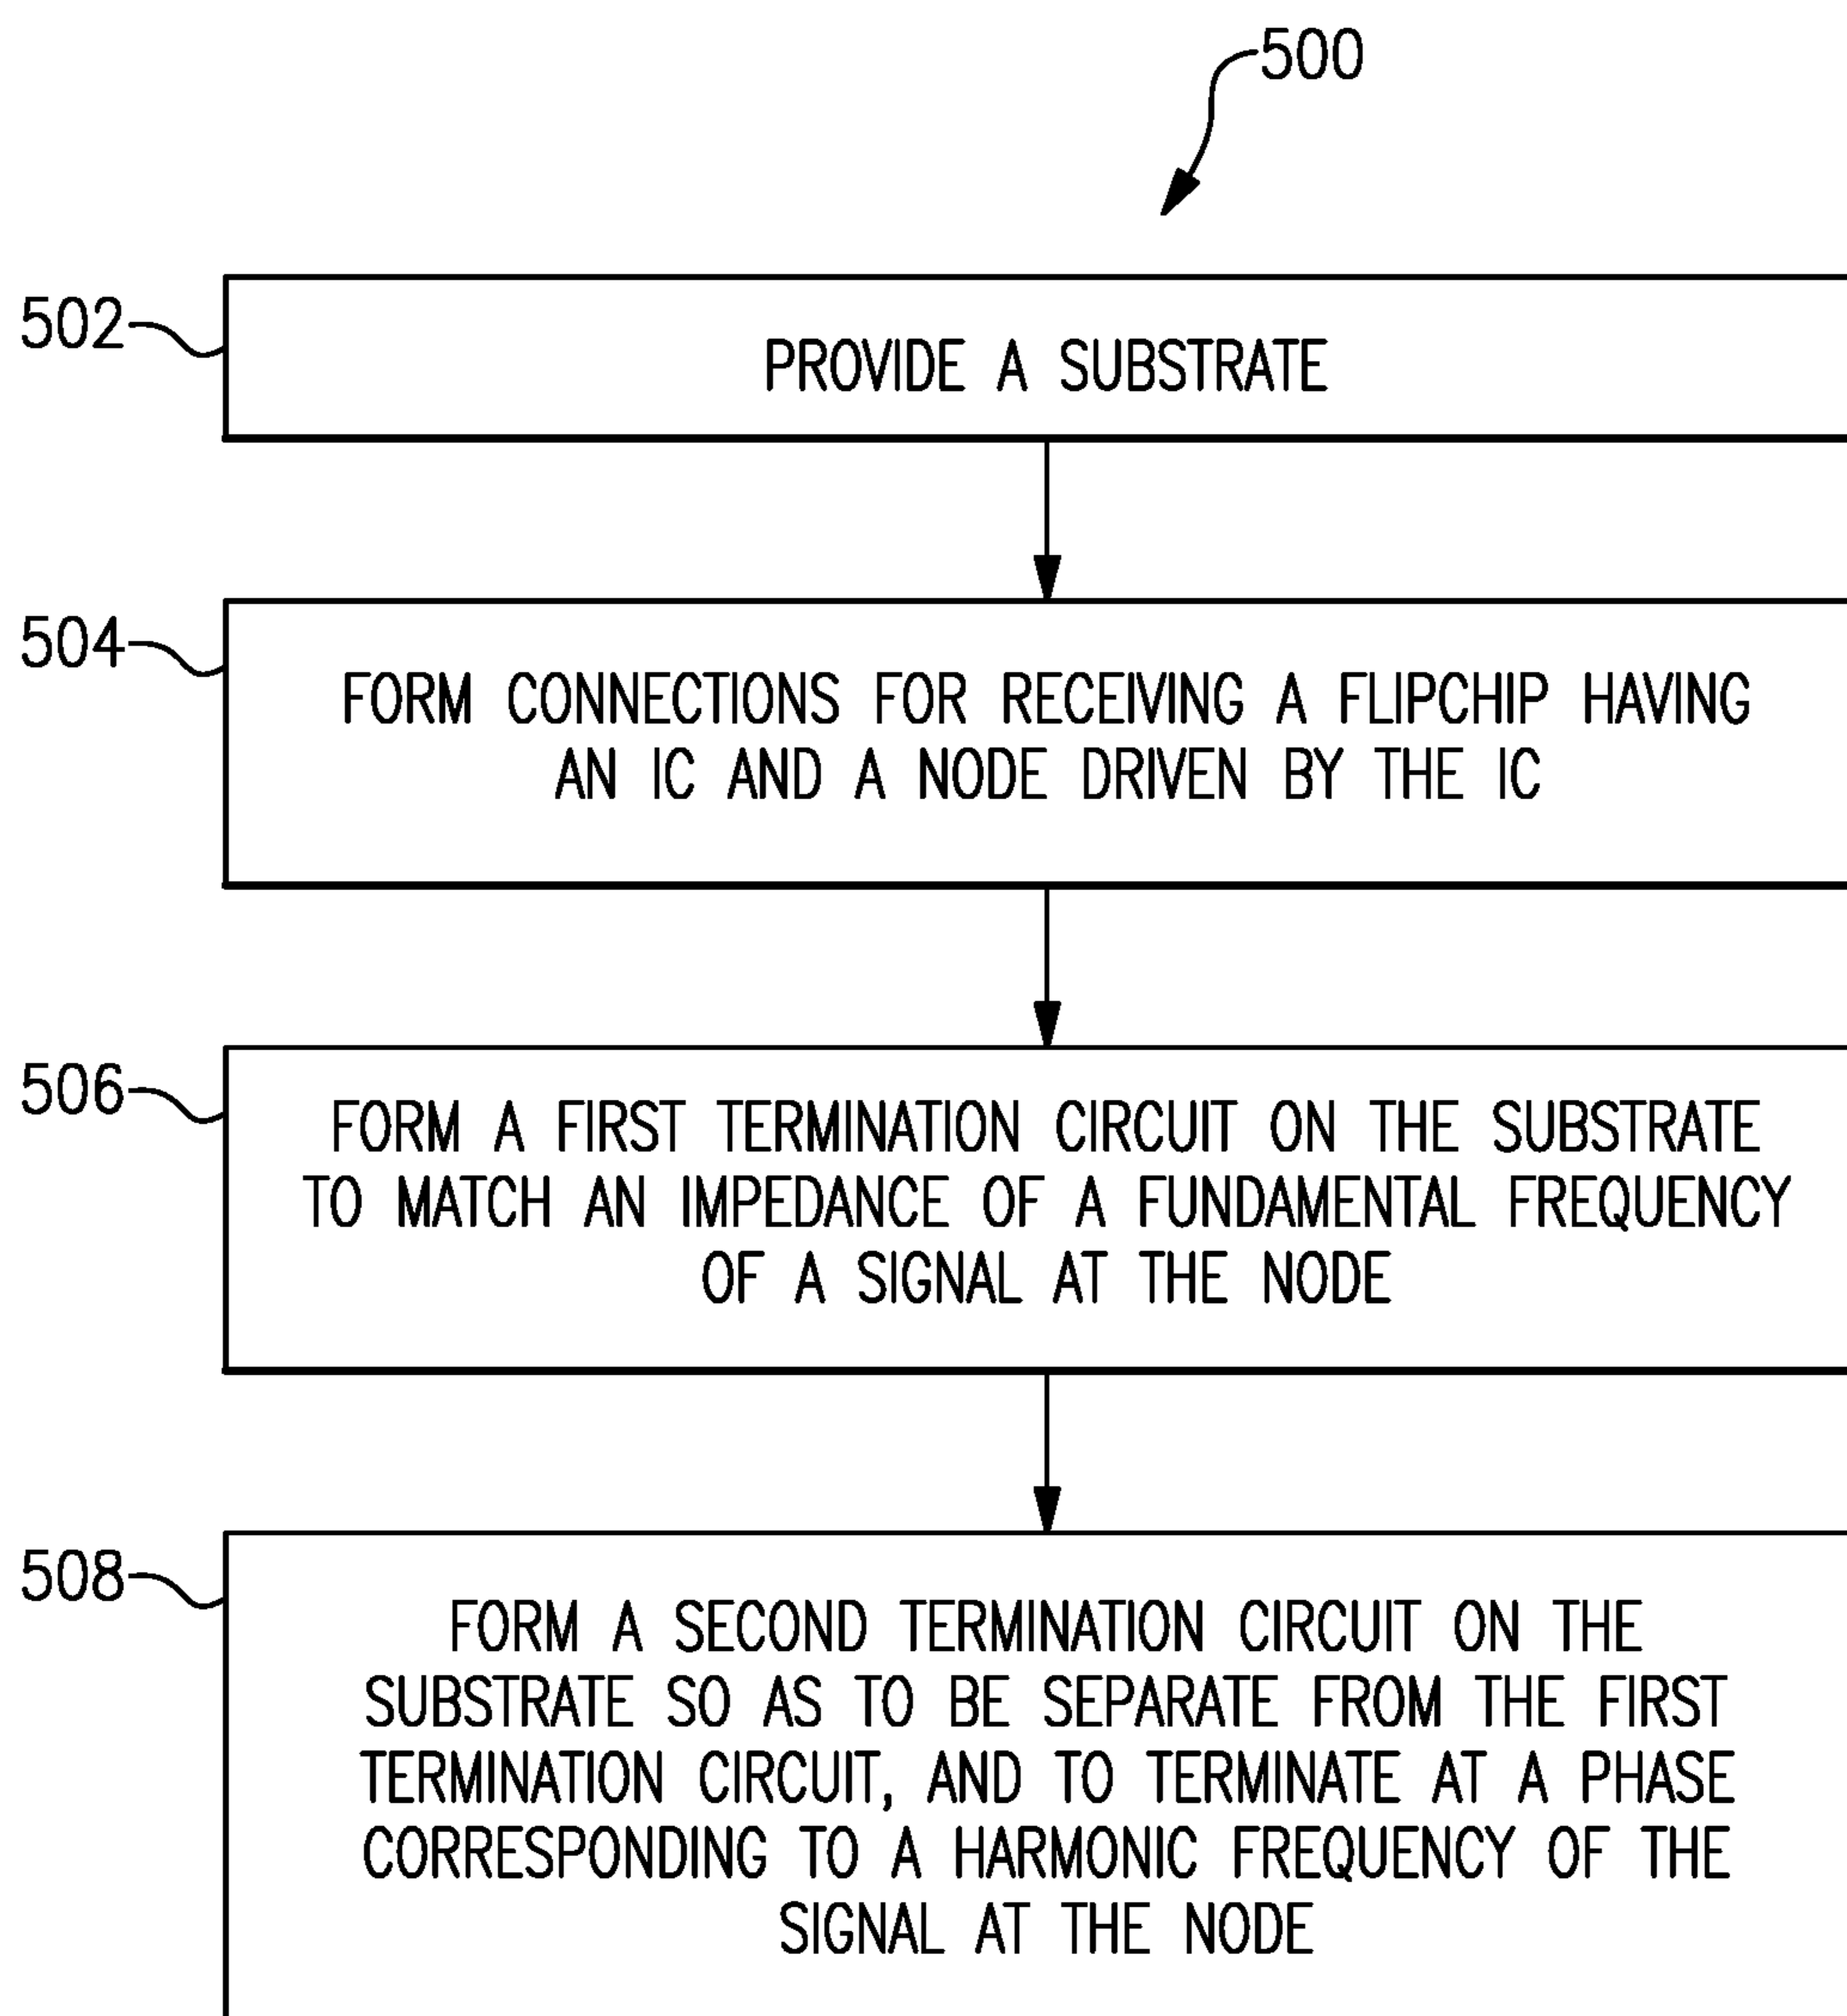 500
502
PROVIDE A SUBSTRATE
504
FORM CONNECTIONS FOR RECEIVING A FLIPCHIP HAVING
AN IC AND A NODE DRIVEN BY THE IC
506
FORM A FIRST TERMINATION CIRCUIT ON THE SUBSTRATE
TO MATCH AN IMPEDANCE OF A FUNDAMENTAL FREQUENCY
OF A SIGNAL AT THE NODE
508
FORM A SECOND TERMINATION CIRCUIT ON THE
SUBSTRATE SO AS TO BE SEPARATE FROM THE FIRST
TERMINATION CIRCUIT, AND TO TERMINATE AT A PHASE
CORRESPONDING TO A HARMONIC FREQUENCY OF THE
SIGNAL AT THE NODE